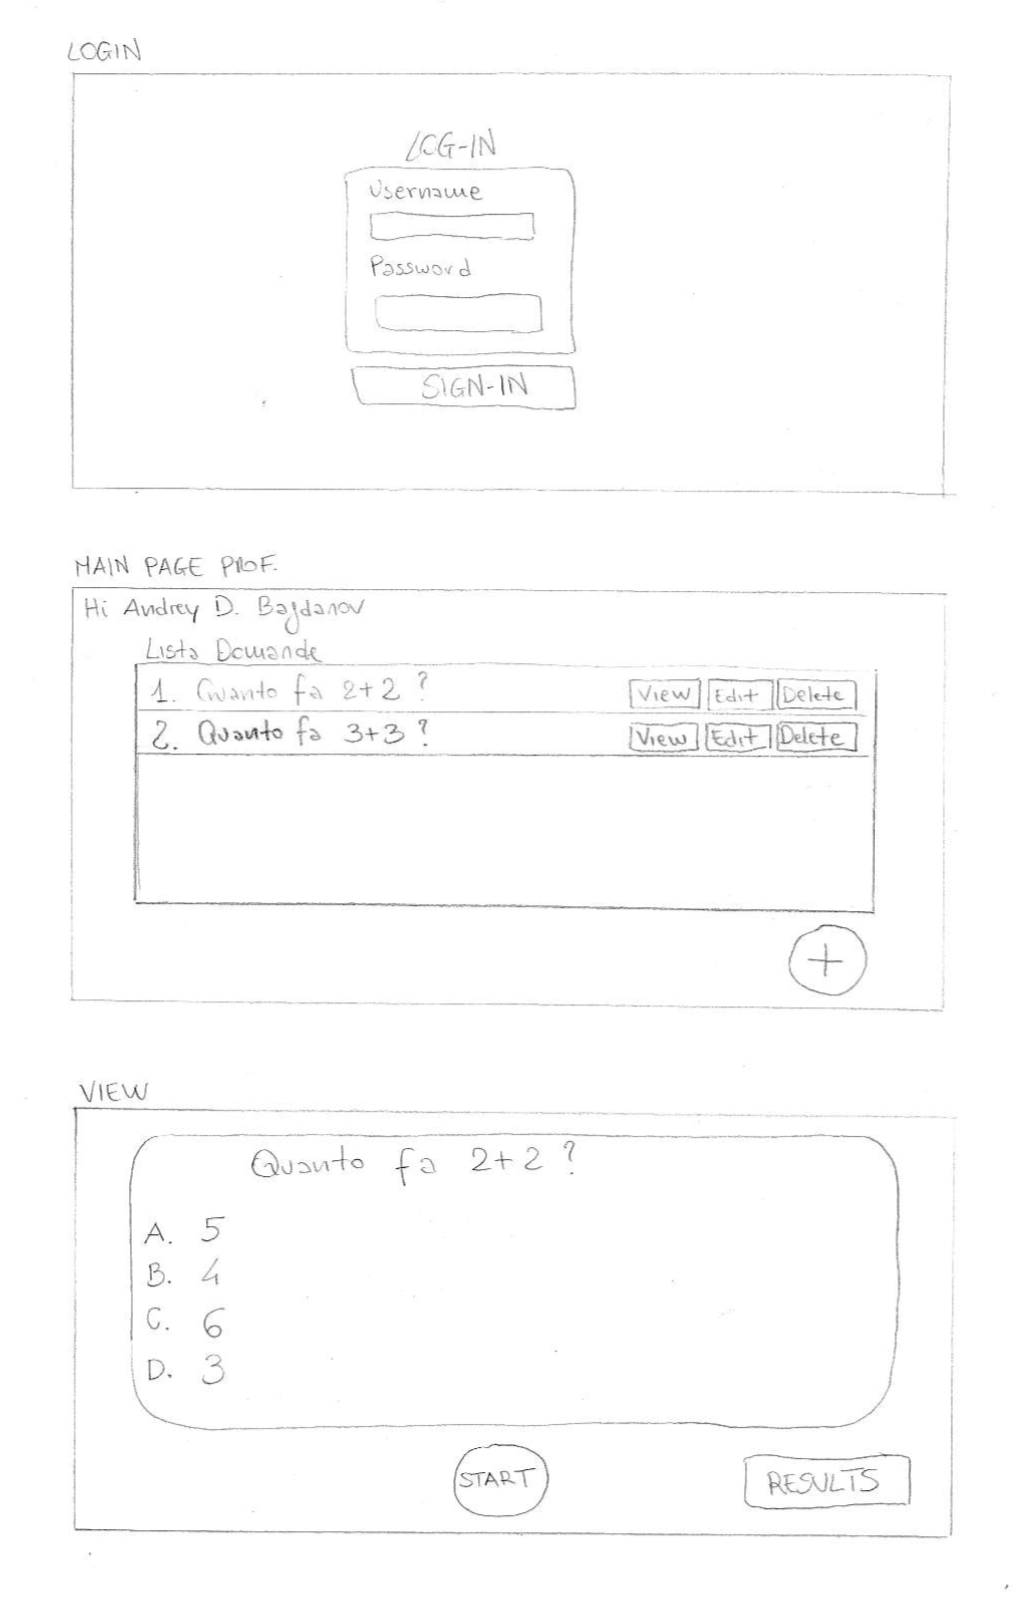 LOGIN
LOG-IN
Username
Password
SIGN-IN
MAIN PAGE PROF.
Hi Andrey D. Bagdanov
Lista Domande
1. Quanto fa 2+2 ? View Edit Delete
2. Quanto fa 3+3 ? View Edit Delete
+
VIEW
Quanto fa 2+2 ?
A. 5
B. 4
C. 6
D. 3
START
RESULTS